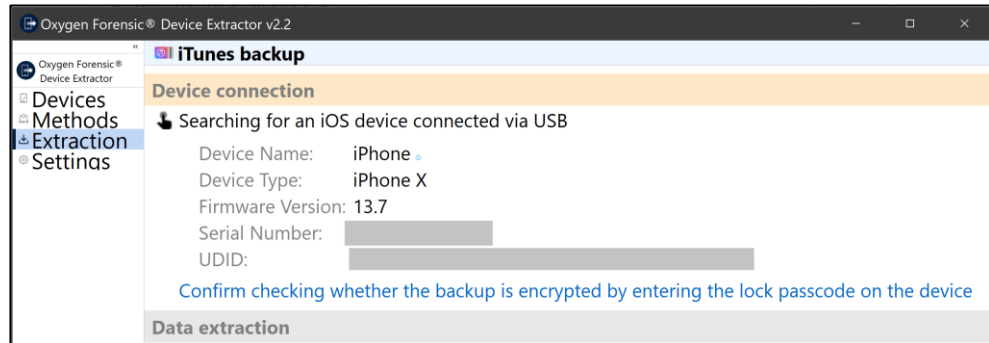 Oxygen Forensic® Device Extractor v2.2
«
Oxygen Forensic®
Device Extractor
Devices
Methods
Extraction
Settings
iTunes backup
Device connection
Searching for an iOS device connected via USB
Device Name: iPhone
Device Type: iPhone X
Firmware Version: 13.7
Serial Number:
UDID:
Confirm checking whether the backup is encrypted by entering the lock passcode on the device
Data extraction